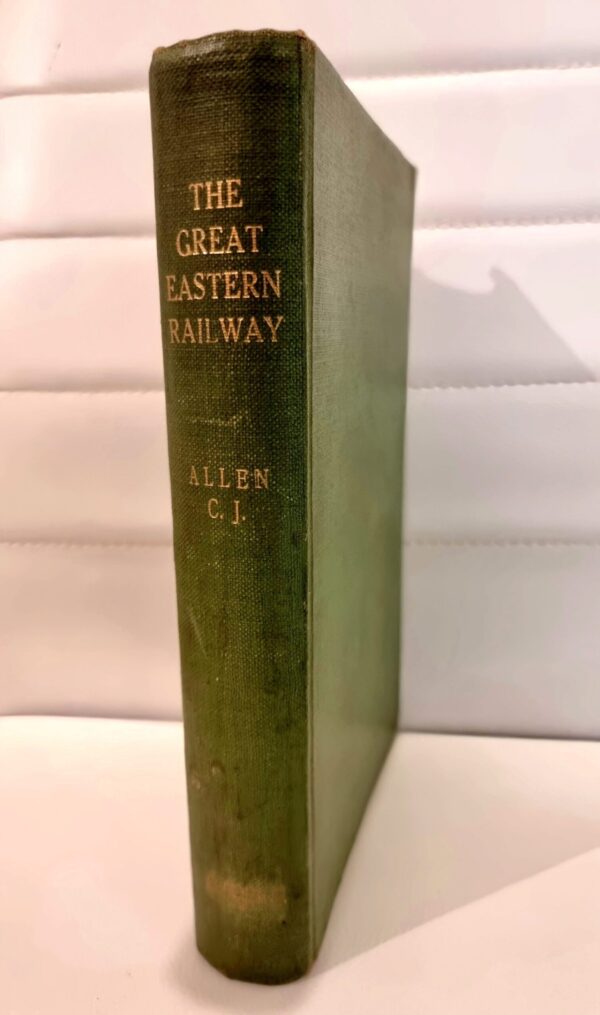 THE
GREAT
EASTERN
RAILWAY
ALLEN
C. J.